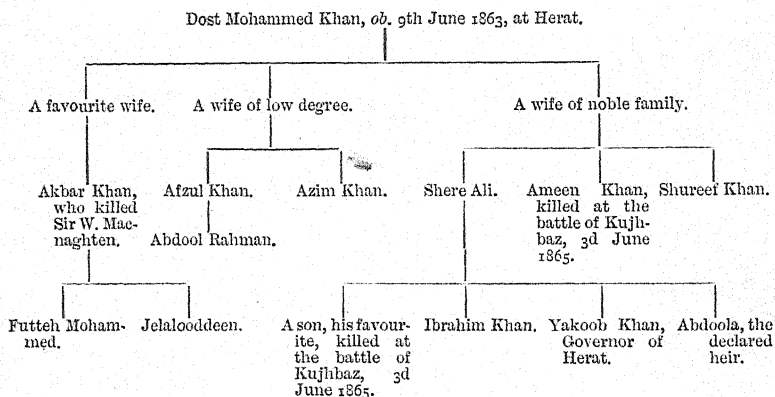 Dost Mohammed Khan, ob. 9th June 1863, at Herat.
A favourite wife.
A wife of low degree.
A wife of noble family.
Akbar Khan,
who killed
Sir W. Mac-
naghten.
Afzul Khan.
Abdool Rahman.
Azim Khan.
Shere Ali.
Ameen Khan,
killed at the
battle of Kujh-
baz, 3d June
1865.
Shureef Khan.
Futteh Moham-
med.
Jelalooddeen.
A son, his favour-
ite, killed at
the battle of
Kujhbaz, 3d
June 1865.
Ibrahim Khan.
Yakoob Khan,
Governor of
Herat.
Abdoola, the
declared
heir.